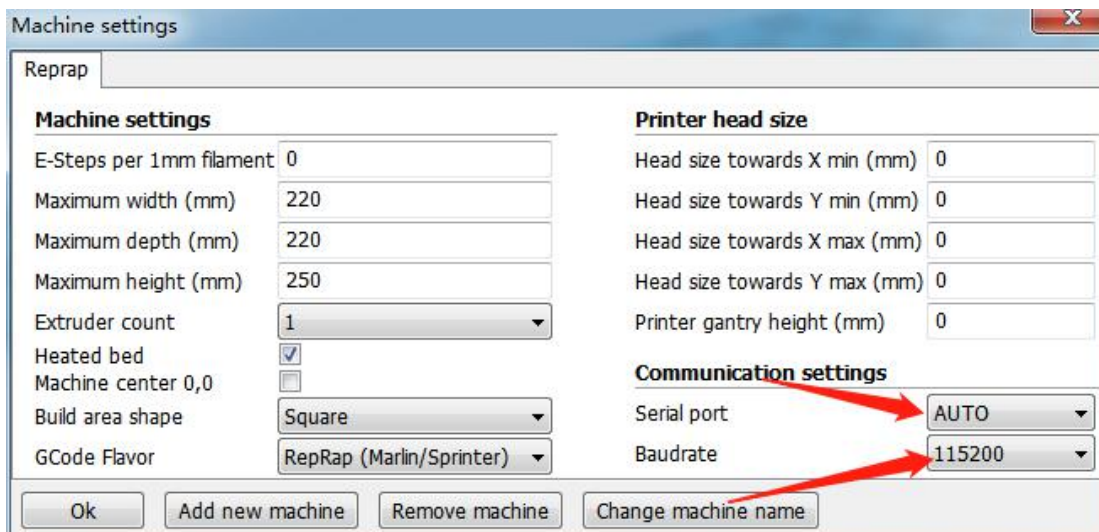 Machine settings
Reprap
Machine settings
E-Steps per 1mm filament 0
Maximum width (mm) 220
Maximum depth (mm) 220
Maximum height (mm) 250
Extruder count 1
Heated bed
Machine center 0,0
Build area shape Square
GCode Flavor RepRap (Marlin/Sprinter)
Printer head size
Head size towards X min (mm) 0
Head size towards Y min (mm) 0
Head size towards X max (mm) 0
Head size towards Y max (mm) 0
Printer gantry height (mm) 0
Communication settings
Serial port AUTO
Baudrate 115200
Ok Add new machine Remove machine Change machine name